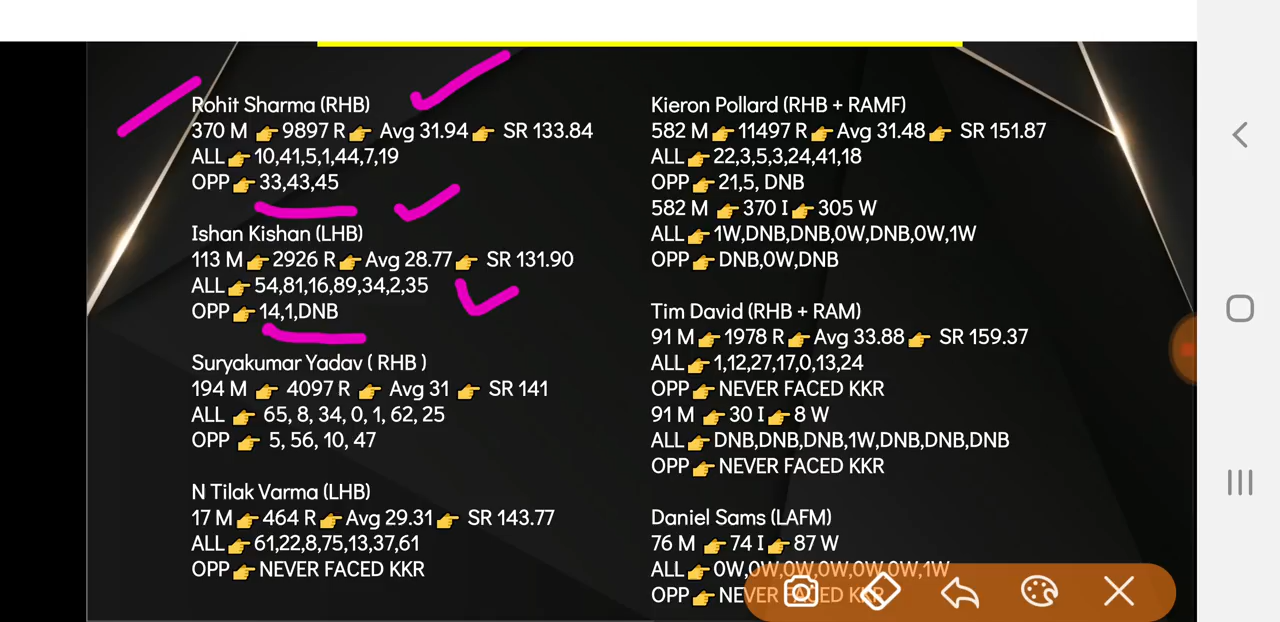 Rohit Sharma (RHB)
370 M 👉 9897 R 👉 Avg 31.94 👉 SR 133.84
ALL 👉 10,41,5,1,44,7,19
OPP 👉 33,43,45
Ishan Kishan (LHB)
113 M 👉 2926 R 👉 Avg 28.77 👉 SR 131.90
ALL 👉 54,81,16,89,34,2,35
OPP 👉 14,1,DNB
Suryakumar Yadav ( RHB )
194 M 👉 4097 R 👉 Avg 31 👉 SR 141
ALL 👉 65, 8, 34, 0, 1, 62, 25
OPP 👉 5, 56, 10, 47
N Tilak Varma (LHB)
17 M 👉 464 R 👉 Avg 29.31 👉 SR 143.77
ALL 👉 61,22,8,75,13,37,61
OPP 👉 NEVER FACED KKR
Kieron Pollard (RHB + RAMF)
582 M 👉 11497 R 👉 Avg 31.48 👉 SR 151.87
ALL 👉 22,3,5,3,24,41,18
OPP 👉 21,5, DNB
582 M 👉 370 I 👉 305 W
ALL 👉 1W,DNB,DNB,0W,DNB,0W,1W
OPP 👉 DNB,0W,DNB
Tim David (RHB + RAM)
91 M 👉 1978 R 👉 Avg 33.88 👉 SR 159.37
ALL 👉 1,12,27,17,0,13,24
OPP 👉 NEVER FACED KKR
91 M 👉 30 I 👉 8 W
ALL 👉 DNB,DNB,DNB,1W,DNB,DNB,DNB
OPP 👉 NEVER FACED KKR
Daniel Sams (LAFM)
76 M 👉 74 I 👉 87 W
ALL 👉 0W,0W,0W,0W,0W,0W,1W
OPP 👉 NEVER FACED KKR